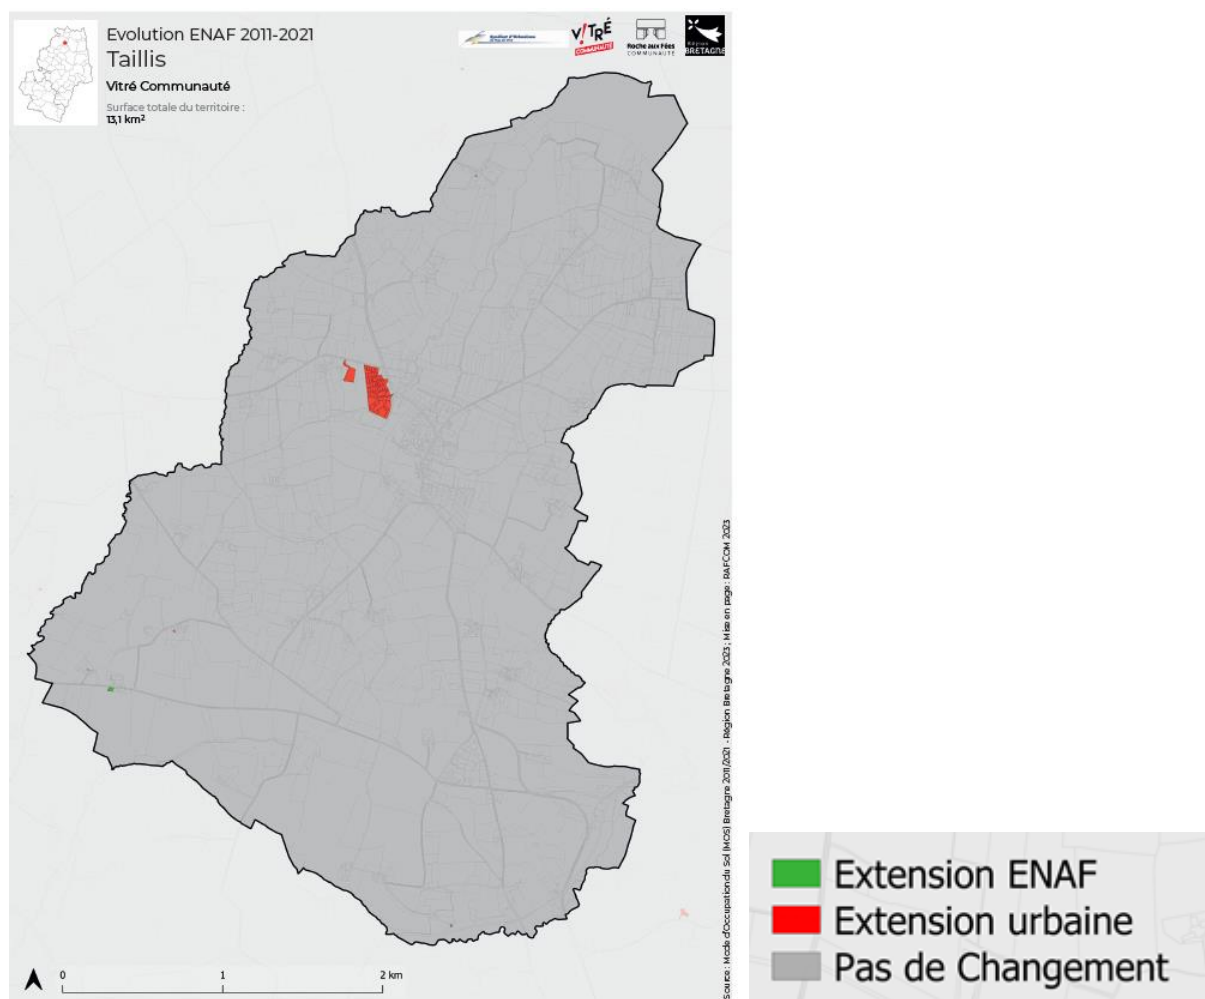 Evolution ENAF 2011-2021
Taillis
Vitré Communauté
Surface totale du territoire :
13,1 km²
VITRÉ
COMMUNAUTÉ
Roche aux Fées
COMMUNAUTÉ
Région
BRETAGNE
Source : Mode d'Occupation du Sol (MOS) Bretagne 2011/2021 - Région Bretagne 2023 ; Mise en page : RAFCOM 2023
0 1 2 km
Extension ENAF
Extension urbaine
Pas de Changement